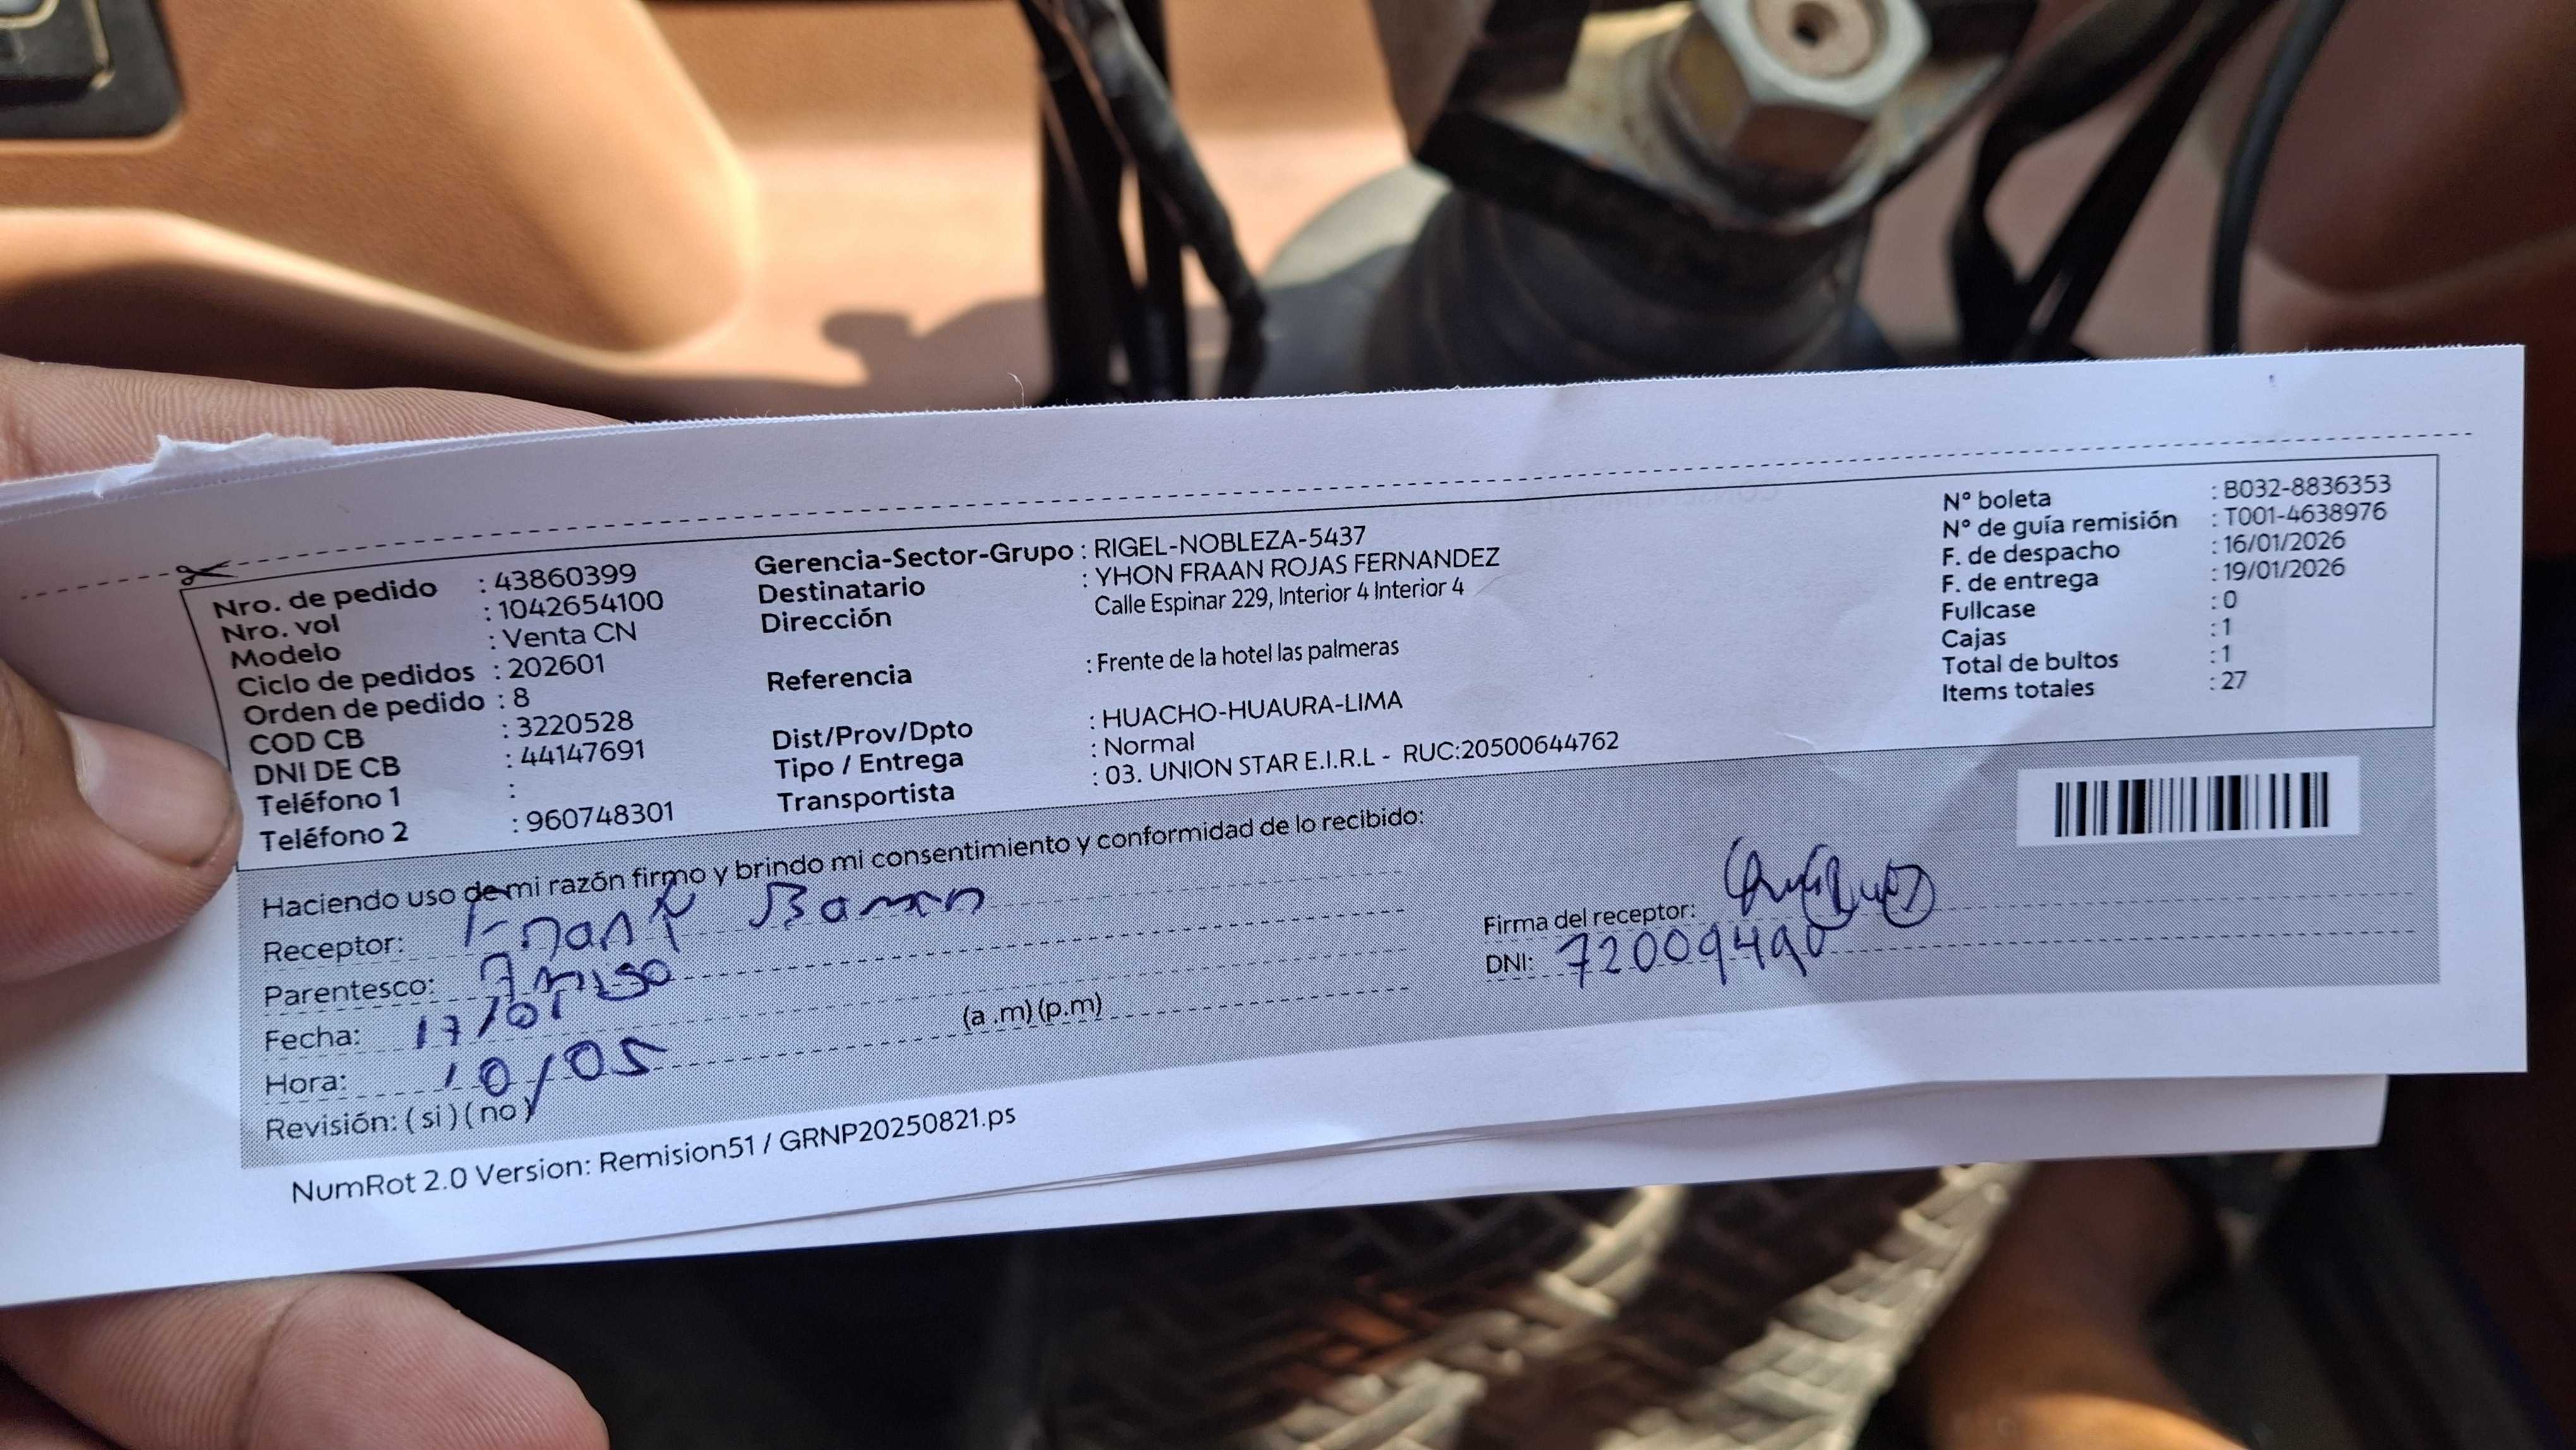 Nro. de pedido : 43860399
Nro. vol : 1042654100
Modelo : Venta CN
Ciclo de pedidos : 202601
Orden de pedido : 8
COD CB : 3220528
DNI DE CB : 44147691
Teléfono 1 :
Teléfono 2 : 960748301
Gerencia-Sector-Grupo : RIGEL-NOBLEZA-5437
Destinatario : YHON FRAAN ROJAS FERNANDEZ
Dirección Calle Espinar 229, Interior 4 Interior 4
Referencia : Frente de la hotel las palmeras
Dist/Prov/Dpto : HUACHO-HUAURA-LIMA
Tipo / Entrega : Normal
Transportista : 03. UNION STAR E.I.R.L - RUC:20500644762
N° boleta : B032-8836353
N° de guía remisión : T001-4638976
F. de despacho : 16/01/2026
F. de entrega : 19/01/2026
Fullcase : 0
Cajas : 1
Total de bultos : 1
Items totales : 27
Haciendo uso de mi razón firmo y brindo mi consentimiento y conformidad de lo recibido:
Receptor: Frank
Parentesco:
Fecha: 17/01
Hora: 10/05 (a .m) (p.m)
Revisión: ( si ) ( no )
Firma del receptor:
DNI: 72009490
NumRot 2.0 Version: Remision51 / GRNP20250821.ps